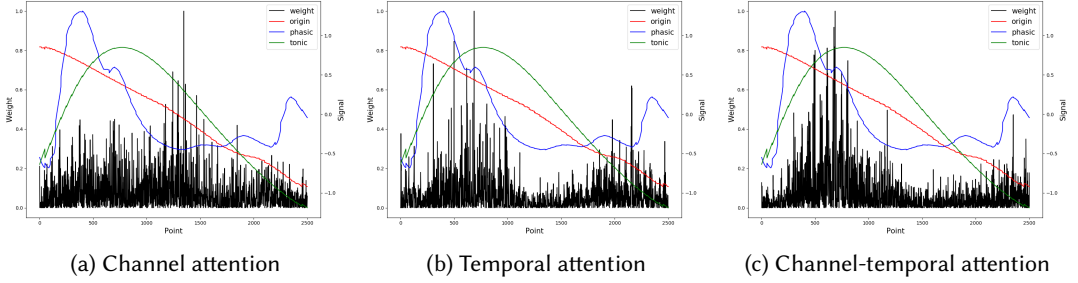 weight
origin
phasic
tonic
Weight
1.0
0.8
0.6
0.4
0.2
0.0
1.0
0.5
0.0
−0.5
−1.0
Signal
0 500 1000 1500 2000 2500
Point
(a) Channel attention
weight
origin
phasic
tonic
Weight
1.0
0.8
0.6
0.4
0.2
0.0
1.0
0.5
0.0
−0.5
−1.0
Signal
0 500 1000 1500 2000 2500
Point
(b) Temporal attention
weight
origin
phasic
tonic
Weight
1.0
0.8
0.6
0.4
0.2
0.0
1.0
0.5
0.0
−0.5
−1.0
Signal
0 500 1000 1500 2000 2500
Point
(c) Channel-temporal attention